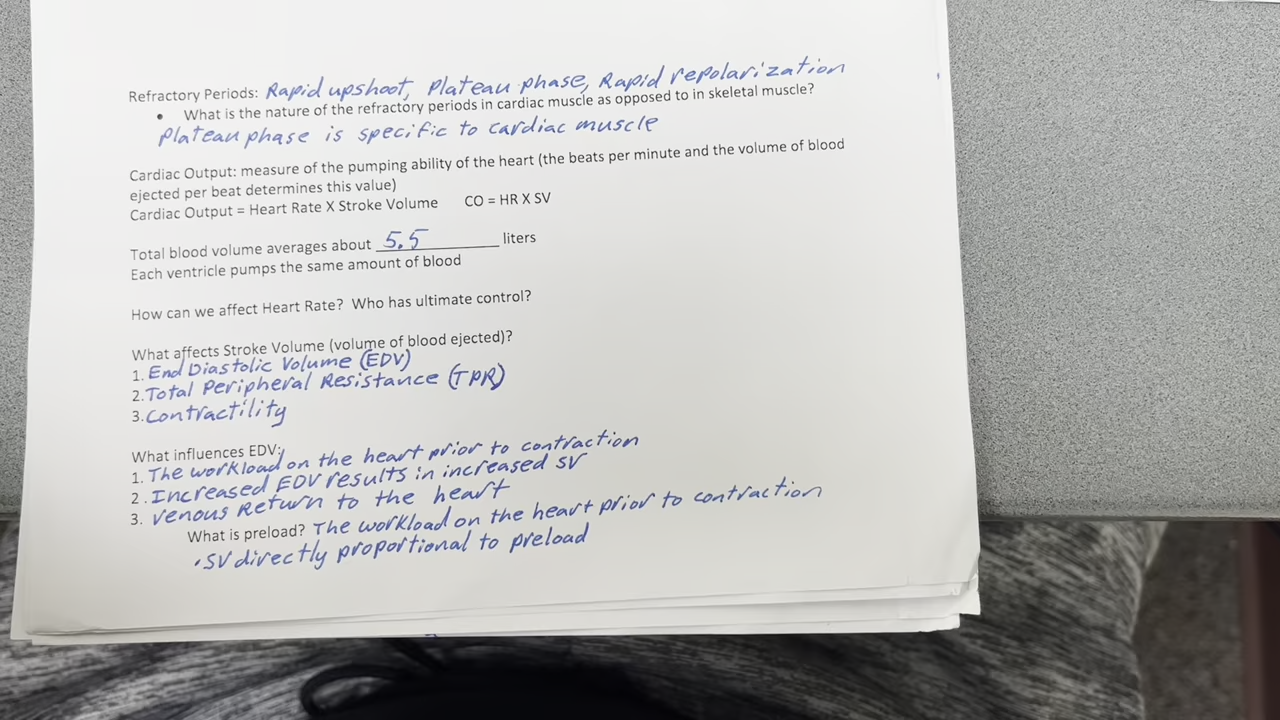 Refractory Periods: Rapid upshoot, Plateau phase, Rapid repolarization
• What is the nature of the refractory periods in cardiac muscle as opposed to in skeletal muscle?
Plateau phase is specific to cardiac muscle
Cardiac Output: measure of the pumping ability of the heart (the beats per minute and the volume of blood
ejected per beat determines this value)
Cardiac Output = Heart Rate X Stroke Volume CO = HR X SV
Total blood volume averages about 5.5 liters
Each ventricle pumps the same amount of blood
How can we affect Heart Rate? Who has ultimate control?
What affects Stroke Volume (volume of blood ejected)?
1. End Diastolic Volume (EDV)
2. Total Peripheral Resistance (TPR)
3. Contractility
What influences EDV:
1. The workload on the heart prior to contraction
2. Increased EDV results in increased SV
3. Venous Return to the heart
What is preload? The workload on the heart prior to contraction
• SV directly proportional to preload